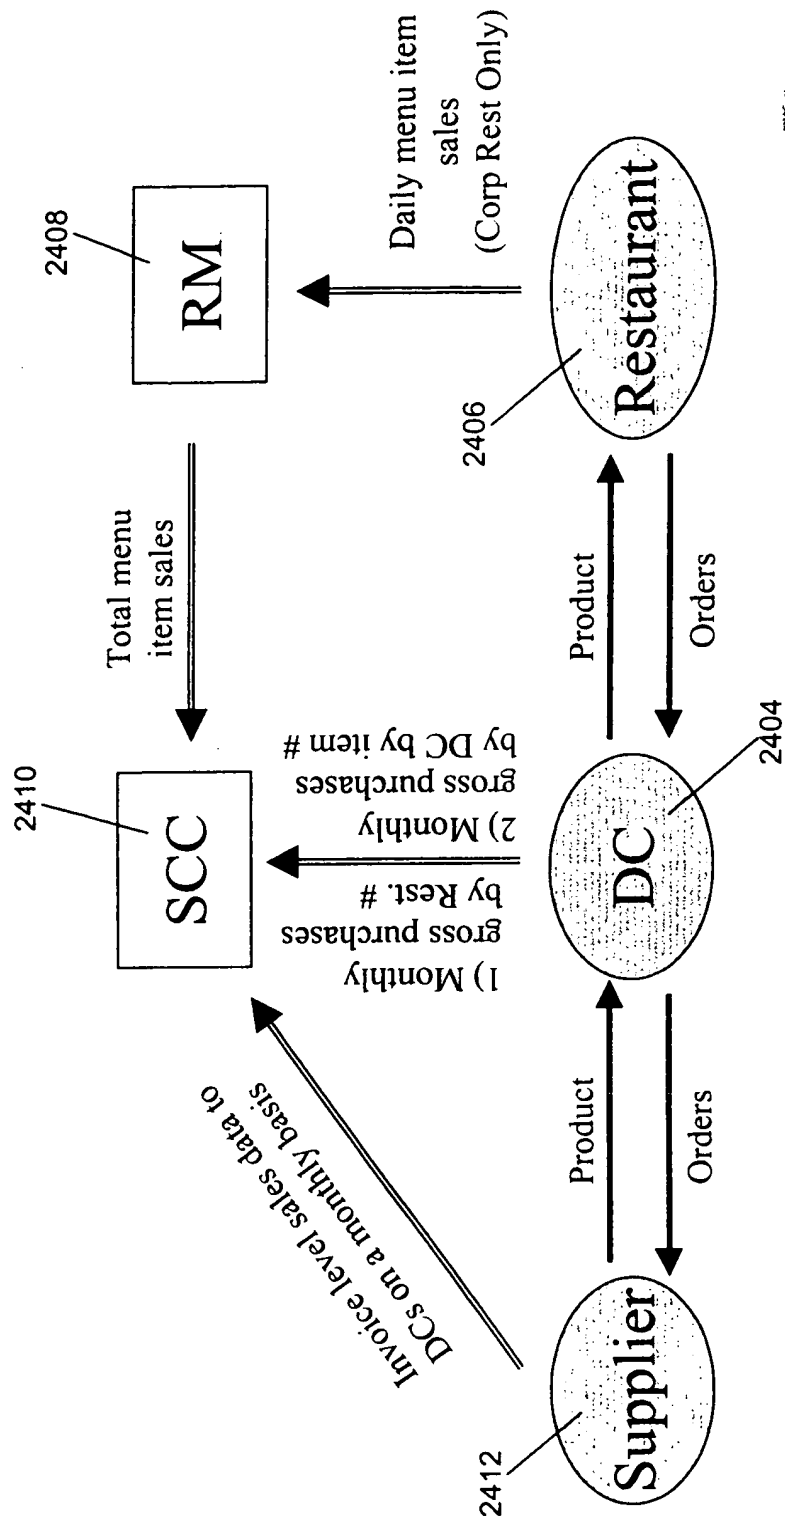 2410
SCC
Total menu
item sales
2408
RM
Invoice level sales data to
DCs on a monthly basis
1) Monthly
gross purchases
by Rest. #
2) Monthly
gross purchases
by DC by item #
Daily menu item
sales
(Corp Rest Only)
2412
Supplier
Product
Orders
DC
2404
Product
Orders
2406
Restaurant